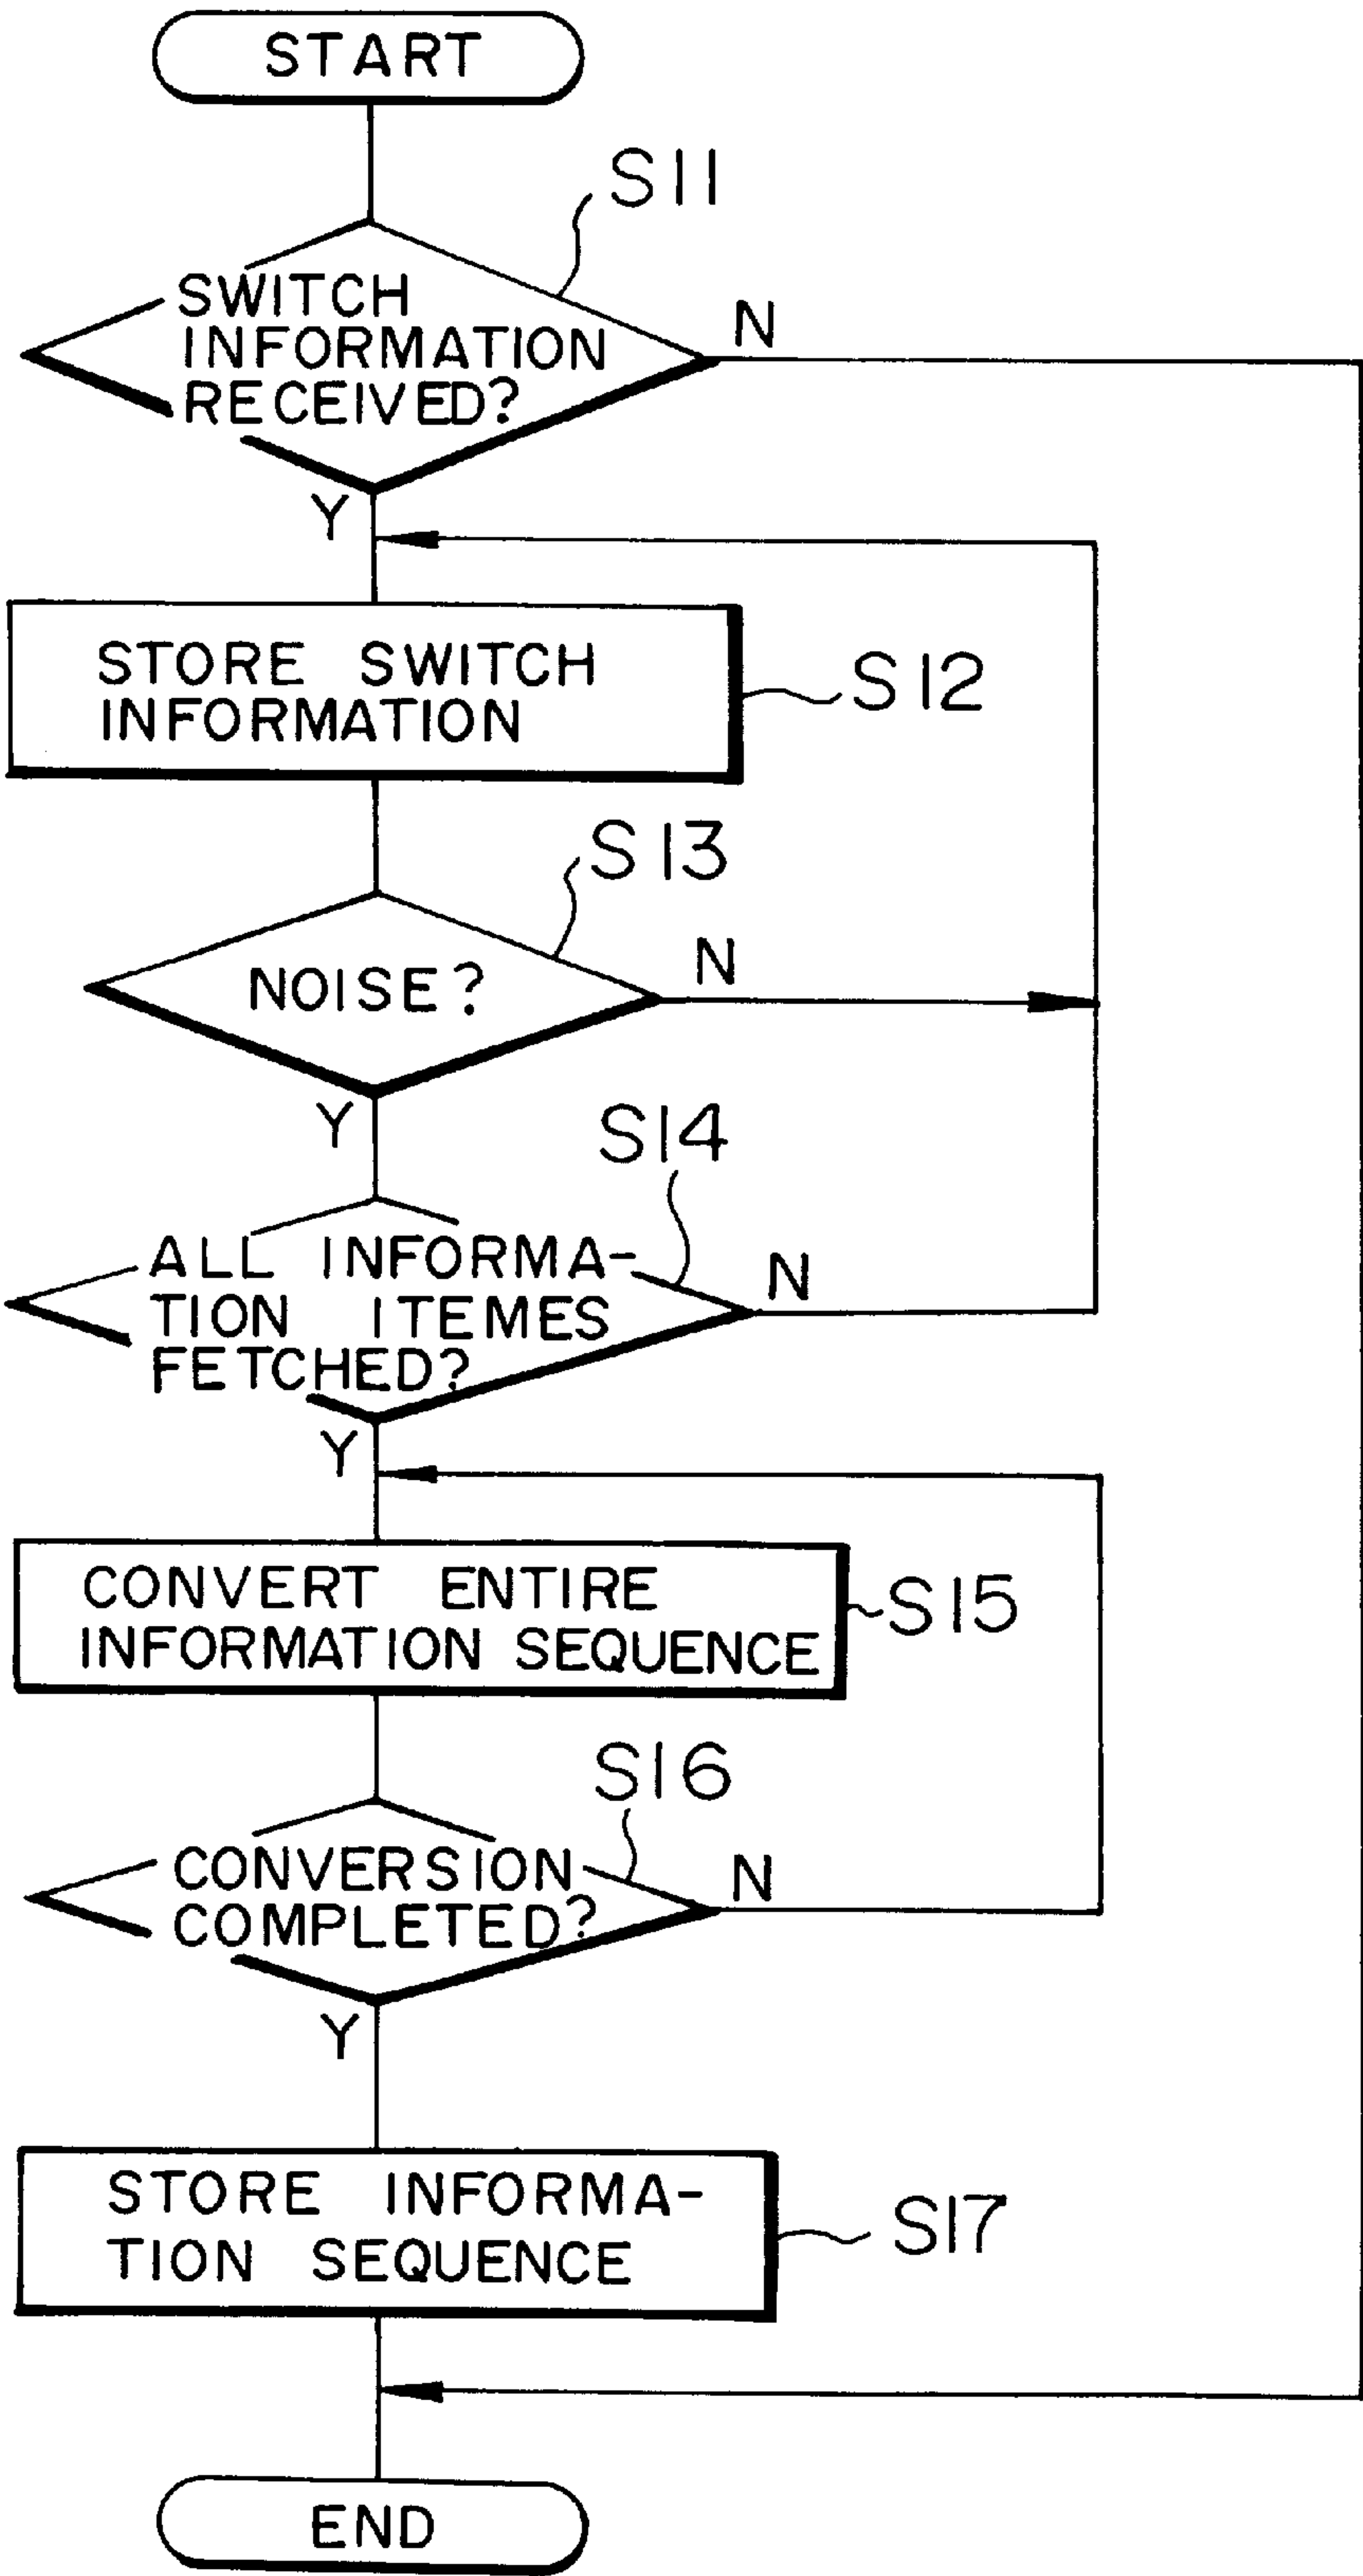 START
S11
SWITCH
INFORMATION
RECEIVED?
N
Y
STORE SWITCH
INFORMATION
S12
S13
NOISE?
N
Y
S14
ALL INFORMA-
TION ITEMES
FETCHED?
N
Y
CONVERT ENTIRE
INFORMATION SEQUENCE
S15
S16
CONVERSION
COMPLETED?
N
Y
STORE INFORMA-
TION SEQUENCE
S17
END